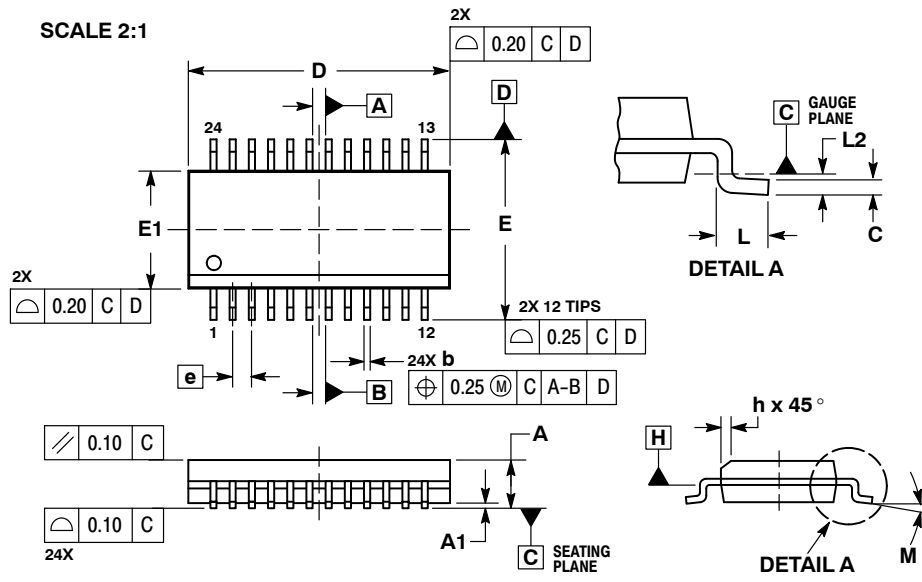 SCALE 2:1
2X
⌓ 0.20 C D
D
A
D
24
13
E1
E
2X
⌓ 0.20 C D
1
12
2X 12 TIPS
⌓ 0.25 C D
e
24X b
⌖ 0.25 Ⓜ C A-B D
B
C GAUGE
PLANE
L2
L
C
DETAIL A
⫽ 0.10 C
A
⌓ 0.10 C
24X
A1
C SEATING
PLANE
h x 45°
H
M
DETAIL A